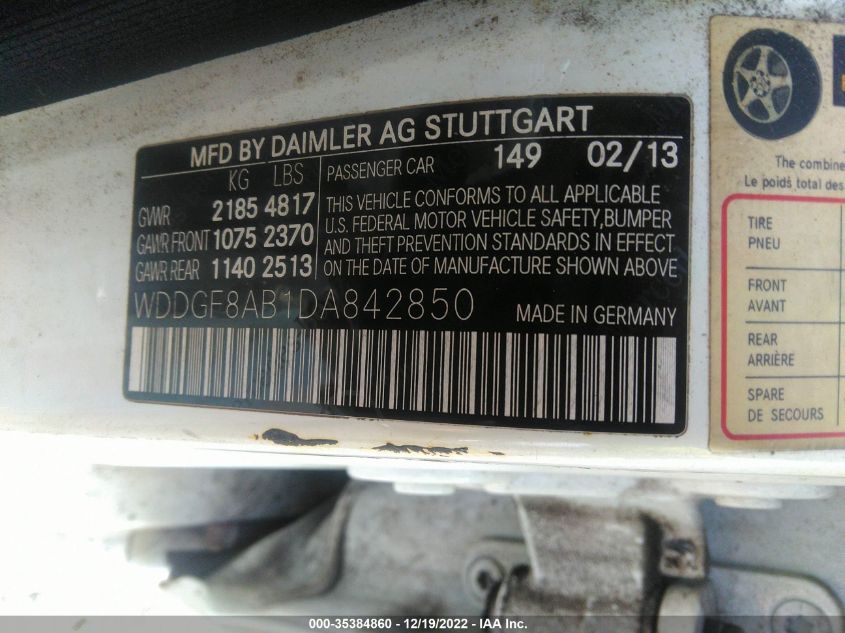 MFD BY DAIMLER AG STUTTGART
KG LBS
GVWR 2185 4817
GAWR FRONT 1075 2370
GAWR REAR 1140 2513
PASSENGER CAR 149 02/13
THIS VEHICLE CONFORMS TO ALL APPLICABLE
U.S. FEDERAL MOTOR VEHICLE SAFETY,BUMPER
AND THEFT PREVENTION STANDARDS IN EFFECT
ON THE DATE OF MANUFACTURE SHOWN ABOVE
WDDGF8AB1DA842850
MADE IN GERMANY
The combine
Le poids total des
TIRE
PNEU
FRONT
AVANT
REAR
ARRIÈRE
SPARE
DE SECOURS
000-35384860 - 12/19/2022 - IAA Inc.